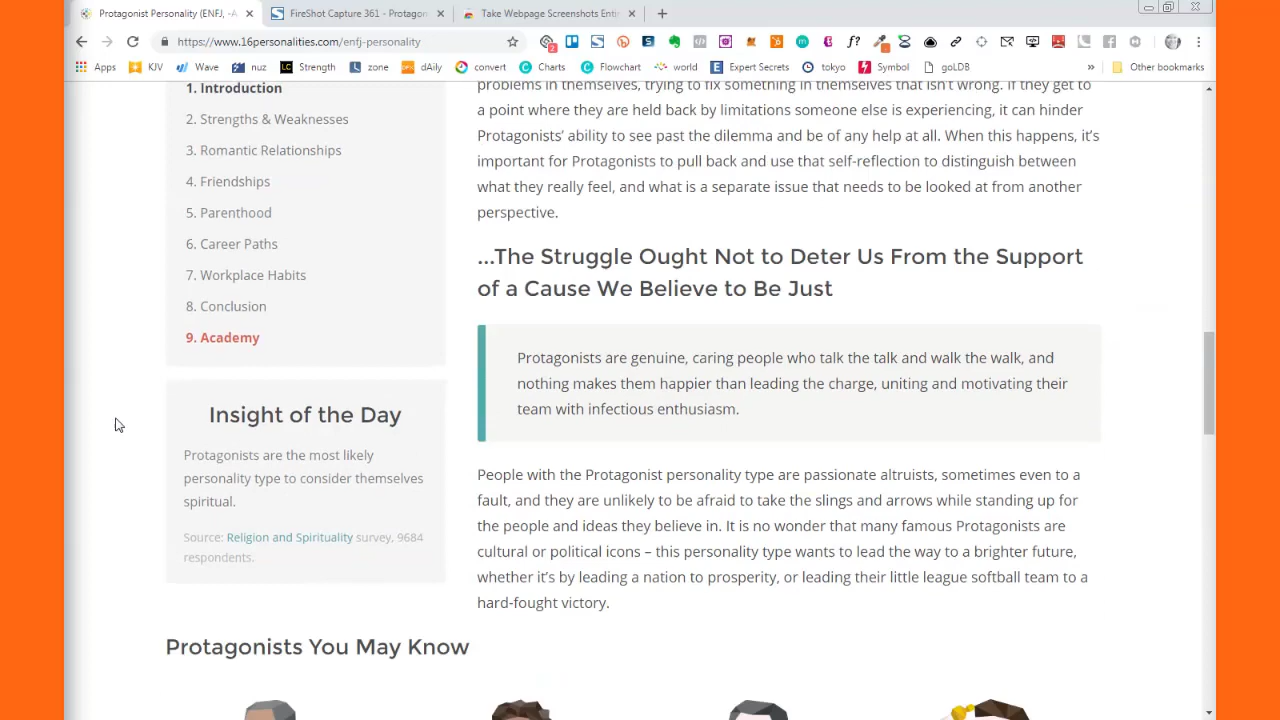 Protagonist Personality (ENFJ, -A
FireShot Capture 361 - Protagon
Take Webpage Screenshots Entir
https://www.16personalities.com/enfj-personality
f?
2
Apps
KJV
Wave
nuz
LC Strength
zone
dAily
convert
Charts
Flowchart
world
Expert Secrets
tokyo
Symbol
goLDB
»
Other bookmarks
1. Introduction
2. Strengths & Weaknesses
3. Romantic Relationships
4. Friendships
5. Parenthood
6. Career Paths
7. Workplace Habits
8. Conclusion
9. Academy
Insight of the Day
Protagonists are the most likely
personality type to consider themselves
spiritual.
Source: Religion and Spirituality survey, 9684
respondents.
problems in themselves, trying to fix something in themselves that isn't wrong. If they get to
a point where they are held back by limitations someone else is experiencing, it can hinder
Protagonists' ability to see past the dilemma and be of any help at all. When this happens, it's
important for Protagonists to pull back and use that self-reflection to distinguish between
what they really feel, and what is a separate issue that needs to be looked at from another
perspective.
...The Struggle Ought Not to Deter Us From the Support
of a Cause We Believe to Be Just
Protagonists are genuine, caring people who talk the talk and walk the walk, and
nothing makes them happier than leading the charge, uniting and motivating their
team with infectious enthusiasm.
People with the Protagonist personality type are passionate altruists, sometimes even to a
fault, and they are unlikely to be afraid to take the slings and arrows while standing up for
the people and ideas they believe in. It is no wonder that many famous Protagonists are
cultural or political icons – this personality type wants to lead the way to a brighter future,
whether it's by leading a nation to prosperity, or leading their little league softball team to a
hard-fought victory.
Protagonists You May Know